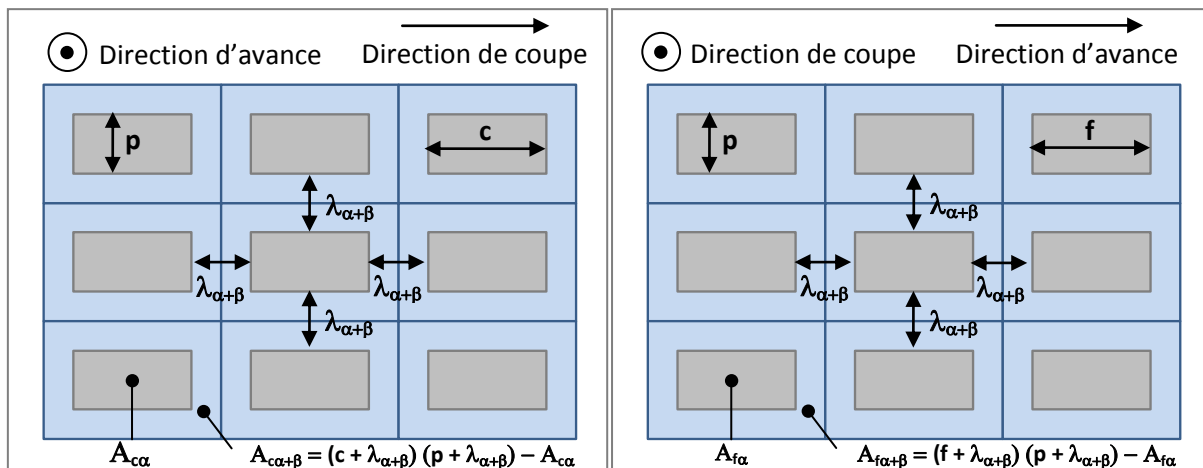 Direction d'avance
Direction de coupe
p
c
λα+β
λα+β
λα+β
λα+β
Acα
Acα+β = (c + λα+β) (p + λα+β) – Acα
Direction de coupe
Direction d'avance
p
f
λα+β
λα+β
λα+β
λα+β
Afα
Afα+β = (f + λα+β) (p + λα+β) – Afα